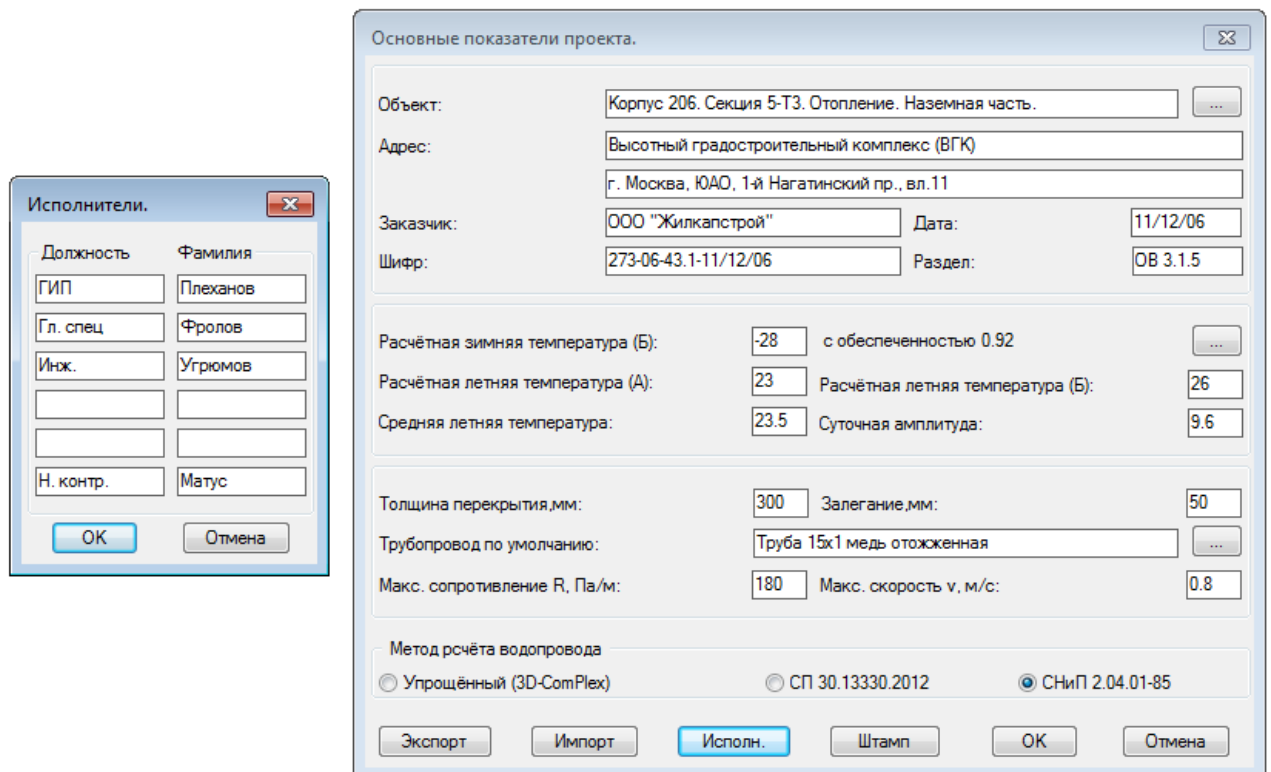 Исполнители.
Должность Фамилия
ГИП Плеханов
Гл. спец Фролов
Инж. Угрюмов
Н. контр. Матус
OK Отмена
Основные показатели проекта.
Объект: Корпус 206. Секция 5-Т3. Отопление. Наземная часть. ...
Адрес: Высотный градостроительный комплекс (ВГК)
г. Москва, ЮАО, 1-й Нагатинский пр., вл.11
Заказчик: ООО "Жилкапстрой" Дата: 11/12/06
Шифр: 273-06-43.1-11/12/06 Раздел: ОВ 3.1.5
Расчётная зимняя температура (Б): -28 с обеспеченностью 0.92 ...
Расчётная летняя температура (А): 23 Расчётная летняя температура (Б): 26
Средняя летняя температура: 23.5 Суточная амплитуда: 9.6
Толщина перекрытия,мм: 300 Залегание,мм: 50
Трубопровод по умолчанию: Труба 15x1 медь отожженная ...
Макс. сопротивление R, Па/м: 180 Макс. скорость v, м/с: 0.8
Метод рсчёта водопровода
Упрощённый (3D-ComPlex) СП 30.13330.2012 СНиП 2.04.01-85
Экспорт Импорт Исполн. Штамп OK Отмена